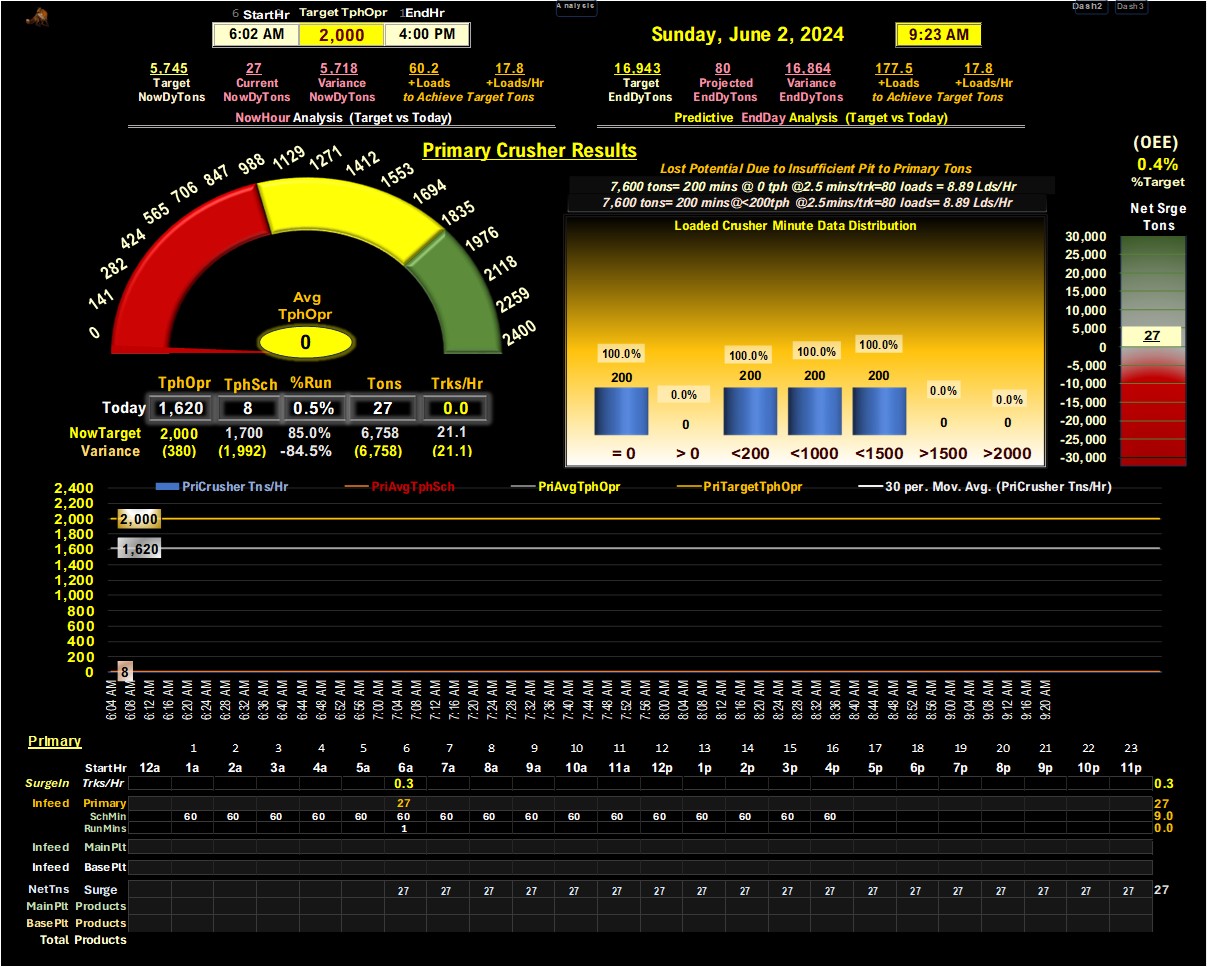 Analysis
Dash2 Dash3
6 StartHr Target TphOpr 1EndHr
6:02 AM 2,000 4:00 PM
Sunday, June 2, 2024 9:23 AM
5,745 27 5,718 60.2 17.8
Target Current Variance +Loads +Loads/Hr
NowDyTons NowDyTons NowDyTons to Achieve Target Tons
NowHour Analysis (Target vs Today)
16,943 80 16,864 177.5 17.8
Target Projected Variance +Loads +Loads/Hr
EndDyTons EndDyTons EndDyTons to Achieve Target Tons
Predictive EndDay Analysis (Target vs Today)
Primary Crusher Results
0 141 282 424 565 706 847 988 1129 1271 1412 1553 1694 1835 1976 2118 2259 2400
Avg
TphOpr
0
TphOpr TphSch %Run Tons Trks/Hr
Today 1,620 8 0.5% 27 0.0
NowTarget 2,000 1,700 85.0% 6,758 21.1
Variance (380) (1,992) -84.5% (6,758) (21.1)
Lost Potential Due to Insufficient Pit to Primary Tons
7,600 tons= 200 mins @ 0 tph @2.5 mins/trk=80 loads = 8.89 Lds/Hr
7,600 tons= 200 mins@<200tph @2.5mins/trk=80 loads= 8.89 Lds/Hr
Loaded Crusher Minute Data Distribution
100.0% 0.0% 100.0% 100.0% 100.0% 0.0% 0.0%
200 0 200 200 200 0 0
= 0 > 0 <200 <1000 <1500 >1500 >2000
(OEE)
0.4%
%Target
Net Srge
Tons
30,000
25,000
20,000
15,000
10,000
5,000
0
-5,000
-10,000
-15,000
-20,000
-25,000
-30,000
27
PriCrusher Tns/Hr PriAvgTphSch PriAvgTphOpr PriTargetTphOpr 30 per. Mov. Avg. (PriCrusher Tns/Hr)
2,400
2,200
2,000
1,800
1,600
1,400
1,200
1,000
800
600
400
200
0
2,000
1,620
8
6:04 AM 6:08 AM 6:12 AM 6:16 AM 6:20 AM 6:24 AM 6:28 AM 6:32 AM 6:36 AM 6:40 AM 6:44 AM 6:48 AM 6:52 AM 6:56 AM 7:00 AM 7:04 AM 7:08 AM 7:12 AM 7:16 AM 7:20 AM 7:24 AM 7:28 AM 7:32 AM 7:36 AM 7:40 AM 7:44 AM 7:48 AM 7:52 AM 7:56 AM 8:00 AM 8:04 AM 8:08 AM 8:12 AM 8:16 AM 8:20 AM 8:24 AM 8:28 AM 8:32 AM 8:36 AM 8:40 AM 8:44 AM 8:48 AM 8:52 AM 8:56 AM 9:00 AM 9:04 AM 9:08 AM 9:12 AM 9:16 AM 9:20 AM
Primary
1 2 3 4 5 6 7 8 9 10 11 12 13 14 15 16 17 18 19 20 21 22 23
StartHr 12a 1a 2a 3a 4a 5a 6a 7a 8a 9a 10a 11a 12p 1p 2p 3p 4p 5p 6p 7p 8p 9p 10p 11p
SurgeIn Trks/Hr 0.3 0.3
Infeed Primary 27 27
SchMin 60 60 60 60 60 60 60 60 60 60 60 60 60 60 60 60 9.0
RunMins 1 0.0
Infeed MainPlt
Infeed BasePlt
NetTns Surge 27 27 27 27 27 27 27 27 27 27 27 27 27 27 27 27 27 27 27
MainPlt Products
BasePlt Products
Total Products